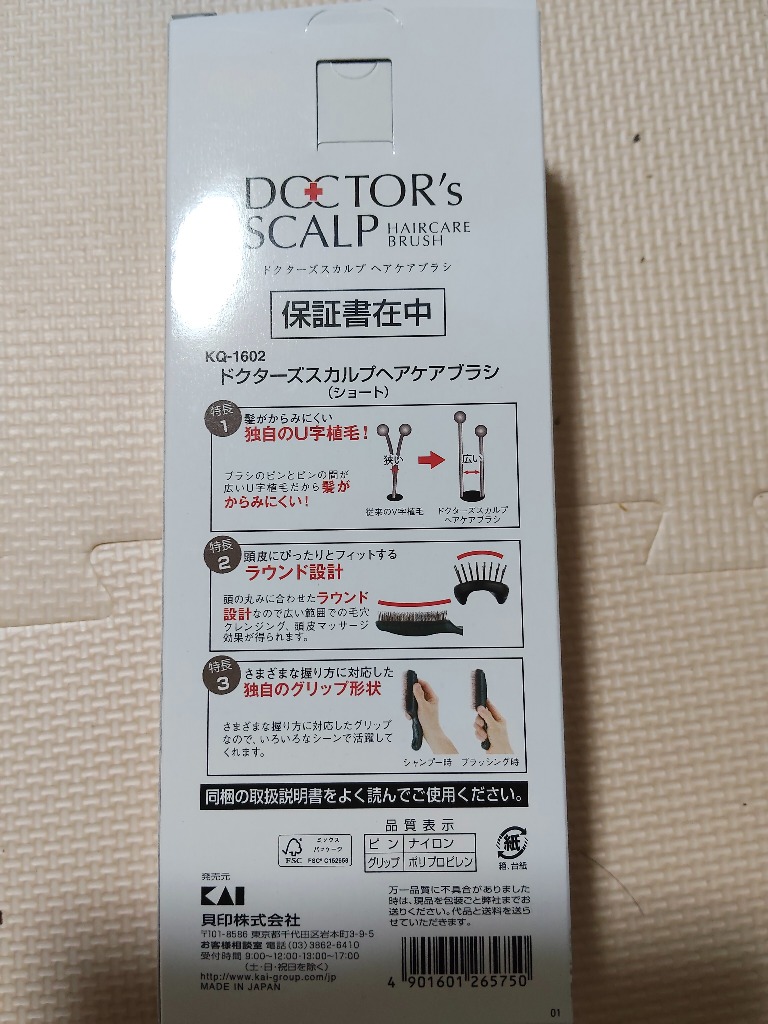 DOCTOR's
SCALP HAIRCARE
BRUSH
ドクターズスカルプ ヘアケアブラシ
保証書在中
KQ-1602
ドクターズスカルプヘアケアブラシ
(ショート)
特長
1
髪がからみにくい
独自のU字植毛!
ブラシのピンとピンの間が
広いU字植毛だから髪が
からみにくい!
狭い
広い
従来のV字植毛
ドクターズスカルプ
ヘアケアブラシ
特長
2
頭皮にぴったりとフィットする
ラウンド設計
頭の丸みに合わせたラウンド
設計なので広い範囲での毛穴
クレンジング、頭皮マッサージ
効果が得られます。
特長
3
さまざまな握り方に対応した
独自のグリップ形状
さまざまな握り方に対応したグリップ
なので、いろいろなシーンで活躍して
くれます。
シャンプー時 ブラッシング時
同梱の取扱説明書をよく読んでご使用ください。
品質表示
ピン ナイロン
グリップ ポリプロピレン
FSC
ミックス
パッケージ
FSC® C152656
紙
箱、台紙
発売元
KAI
貝印株式会社
〒101-8586 東京都千代田区岩本町3-9-5
お客様相談室 電話(03)3862-6410
受付時間 9:00~12:00・13:00~17:00
(土・日・祝日を除く)
http://www.kai-group.com/jp
MADE IN JAPAN
万一品質に不具合がありました
時は、現品を包装ごと弊社までお
送りください。代品と送料を送ら
せていただきます。
4 901601 265750
01